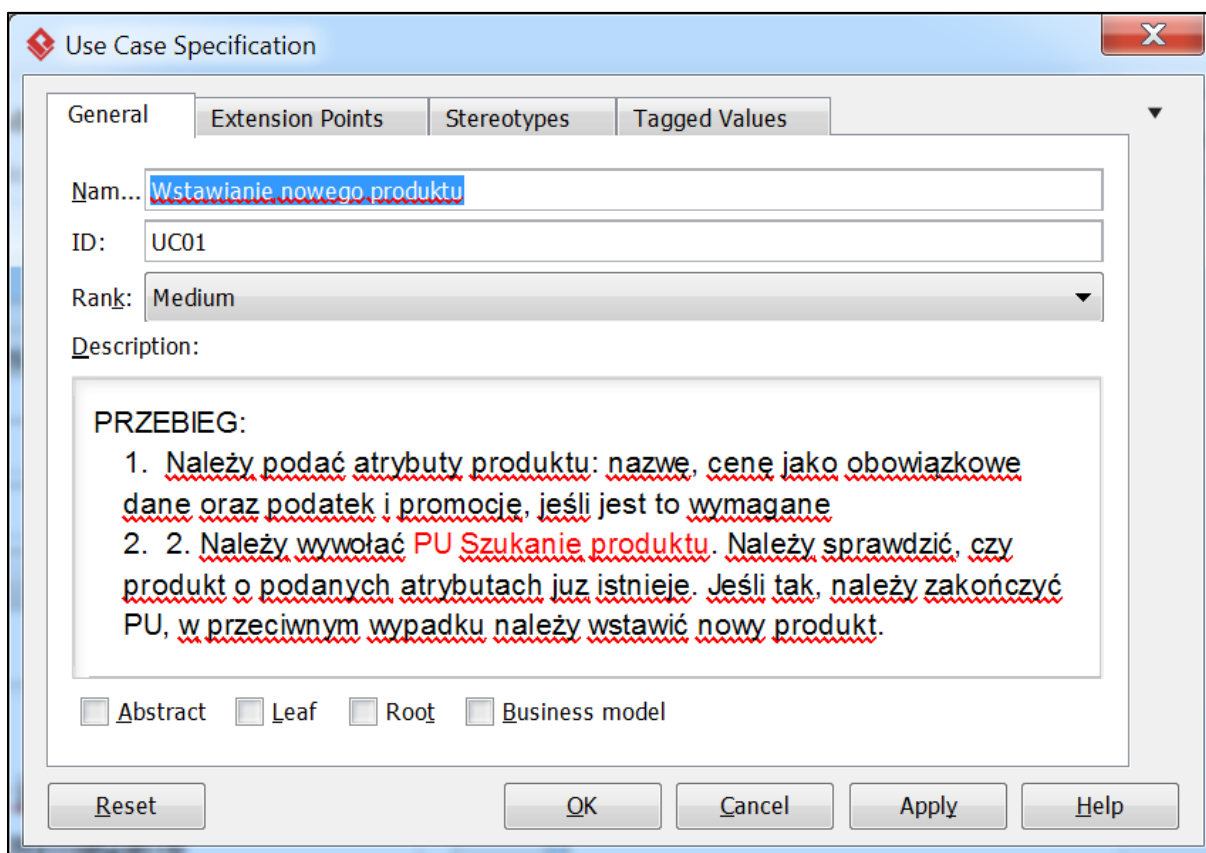 Use Case Specification
General Extension Points Stereotypes Tagged Values
Nam... Wstawianie nowego produktu
ID: UC01
Rank: Medium
Description:
PRZEBIEG:
1. Należy podać atrybuty produktu: nazwę, cenę jako obowiązkowe
dane oraz podatek i promocję, jeśli jest to wymagane
2. 2. Należy wywołać PU Szukanie produktu. Należy sprawdzić, czy
produkt o podanych atrybutach juz istnieje. Jeśli tak, należy zakończyć
PU, w przeciwnym wypadku należy wstawić nowy produkt.
Abstract Leaf Root Business model
Reset OK Cancel Apply Help